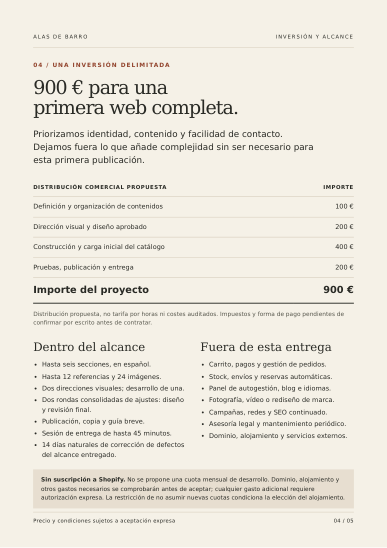 ALAS DE BARRO
INVERSIÓN Y ALCANCE
04 / UNA INVERSIÓN DELIMITADA
900 € para una
primera web completa.
Priorizamos identidad, contenido y facilidad de contacto.
Dejamos fuera lo que añade complejidad sin ser necesario para
esta primera publicación.
DISTRIBUCIÓN COMERCIAL PROPUESTA IMPORTE
Definición y organización de contenidos 100 €
Dirección visual y diseño aprobado 200 €
Construcción y carga inicial del catálogo 400 €
Pruebas, publicación y entrega 200 €
Importe del proyecto 900 €
Distribución propuesta, no tarifa por horas ni costes auditados. Impuestos y forma de pago pendientes de
confirmar por escrito antes de contratar.
Dentro del alcance
• Hasta seis secciones, en español.
• Hasta 12 referencias y 24 imágenes.
• Dos direcciones visuales; desarrollo de una.
• Dos rondas consolidadas de ajustes: diseño
y revisión final.
• Publicación, copia y guía breve.
• Sesión de entrega de hasta 45 minutos.
• 14 días naturales de corrección de defectos
del alcance entregado.
Fuera de esta entrega
• Carrito, pagos y gestión de pedidos.
• Stock, envíos y reservas automáticas.
• Panel de autogestión, blog e idiomas.
• Fotografía, vídeo o rediseño de marca.
• Campañas, redes y SEO continuado.
• Asesoría legal y mantenimiento periódico.
• Dominio, alojamiento y servicios externos.
Sin suscripción a Shopify. No se propone una cuota mensual de desarrollo. Dominio, alojamiento y
otros gastos necesarios se comprobarán antes de aceptar; cualquier gasto adicional requiere
autorización expresa. La restricción de no asumir nuevas cuotas condiciona la elección del alojamiento.
Precio y condiciones sujetos a aceptación expresa
04 / 05